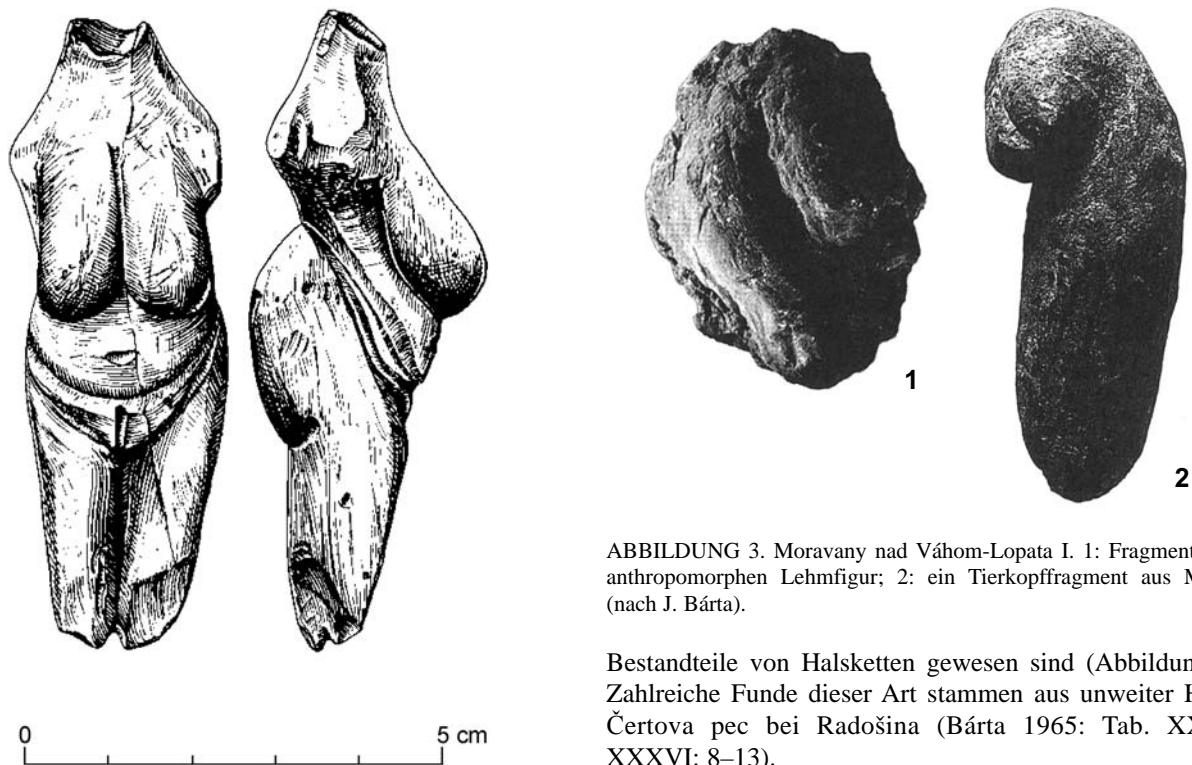 1
2
0
5 cm
ABBILDUNG 3. Moravany nad Váhom-Lopata I. 1: Fragment
anthropomorphen Lehmfigur; 2: ein Tierkopffragment aus
(nach J. Bárta).
Bestandteile von Halsketten gewesen sind
Zahlreiche Funde dieser Art stammen aus unweiter
Čertova pec bei Radošina (Bárta 1965: Tab.
XXXVI: 8–13).